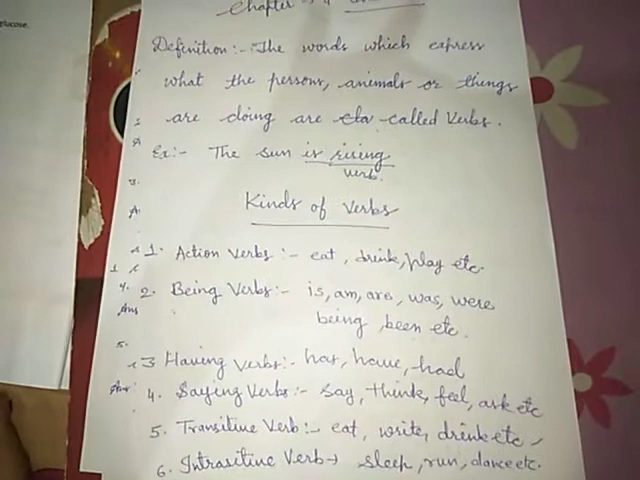 glucose.
Chapter
Definition :- The words which express
what the persons, animals or things
are doing are called Verbs.
Ex:- The sun is rising
verb.
Kinds of Verbs
1. Action Verbs :- eat, drink, play etc.
2. Being Verbs :- is, am, are, was, were
being, been etc.
3 Having Verbs :- has, have, had
4. Saying Verbs :- say, think, feel, ask etc
5. Transitive Verb :- eat, write, drink etc,
6. Intrasitive Verb → sleep, run, dance etc.